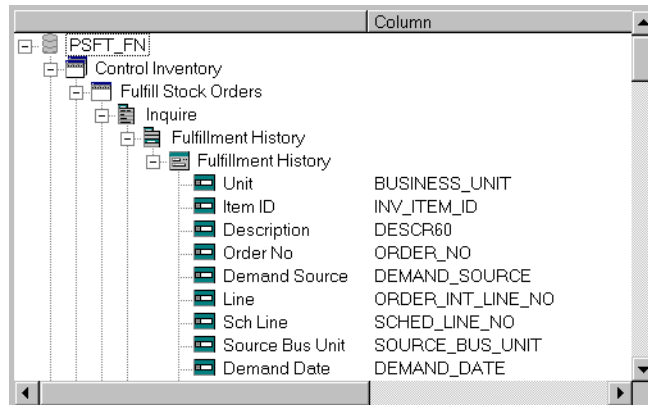 Column
PSFT_FN
Control Inventory
Fulfill Stock Orders
Inquire
Fulfillment History
Fulfillment History
Unit BUSINESS_UNIT
Item ID INV_ITEM_ID
Description DESCR60
Order No ORDER_NO
Demand Source DEMAND_SOURCE
Line ORDER_INT_LINE_NO
Sch Line SCHED_LINE_NO
Source Bus Unit SOURCE_BUS_UNIT
Demand Date DEMAND_DATE